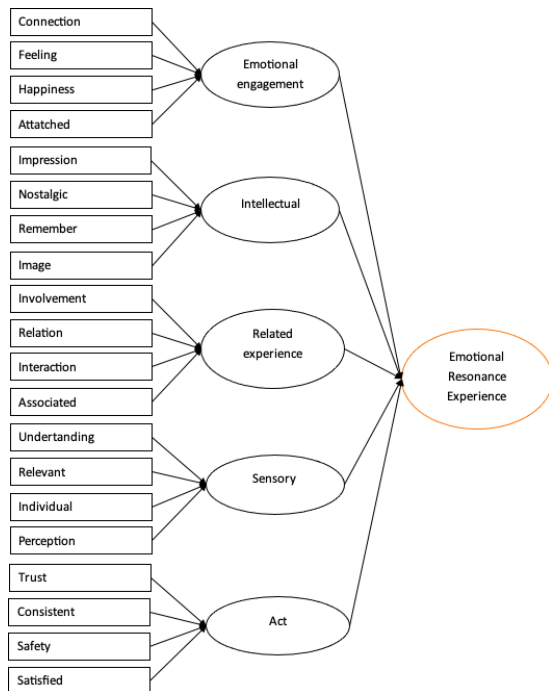 Connection
Feeling
Happiness
Attatched
Emotional
engagement
Impression
Nostalgic
Remember
Image
Intellectual
Involvement
Relation
Interaction
Associated
Related
experience
Undertanding
Relevant
Individual
Perception
Sensory
Trust
Consistent
Safety
Satisfied
Act
Emotional
Resonance
Experience